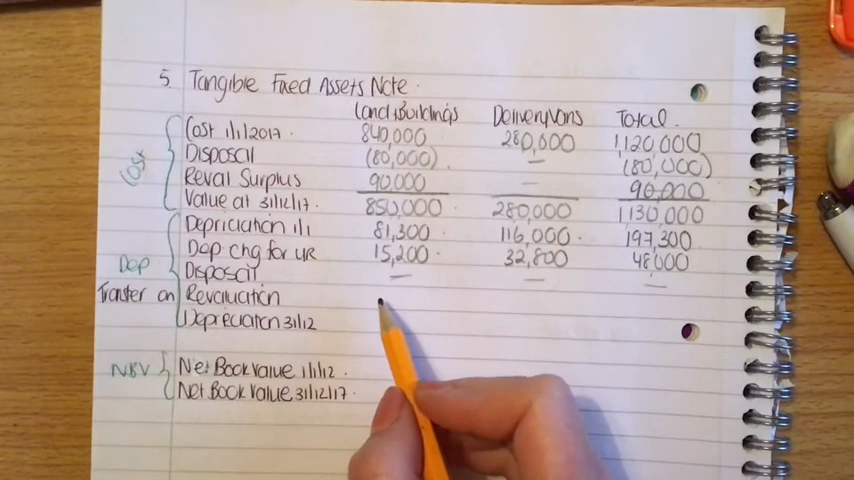 5. Tangible Fixed Assets Note.
Land & Buildings Delivery Vans Total.
Cost 1/1/2017. 840,000 280,000 1,120,000
Disposal (80,000) — (80,000)
Cost Reval Surplus 90,000 — 90,000
Value at 31/12/17. 850,000 280,000 1130,000
Depriciation 1/1 81,300 116,000 197,300
Dep chg for UR 15,200 32,800 48,000
Dep Disposal — — —
Transfer on Revaluation
Depreciation 31/12
NBV Net Book Value 1/1/12.
Net Book Value 31/12/17.